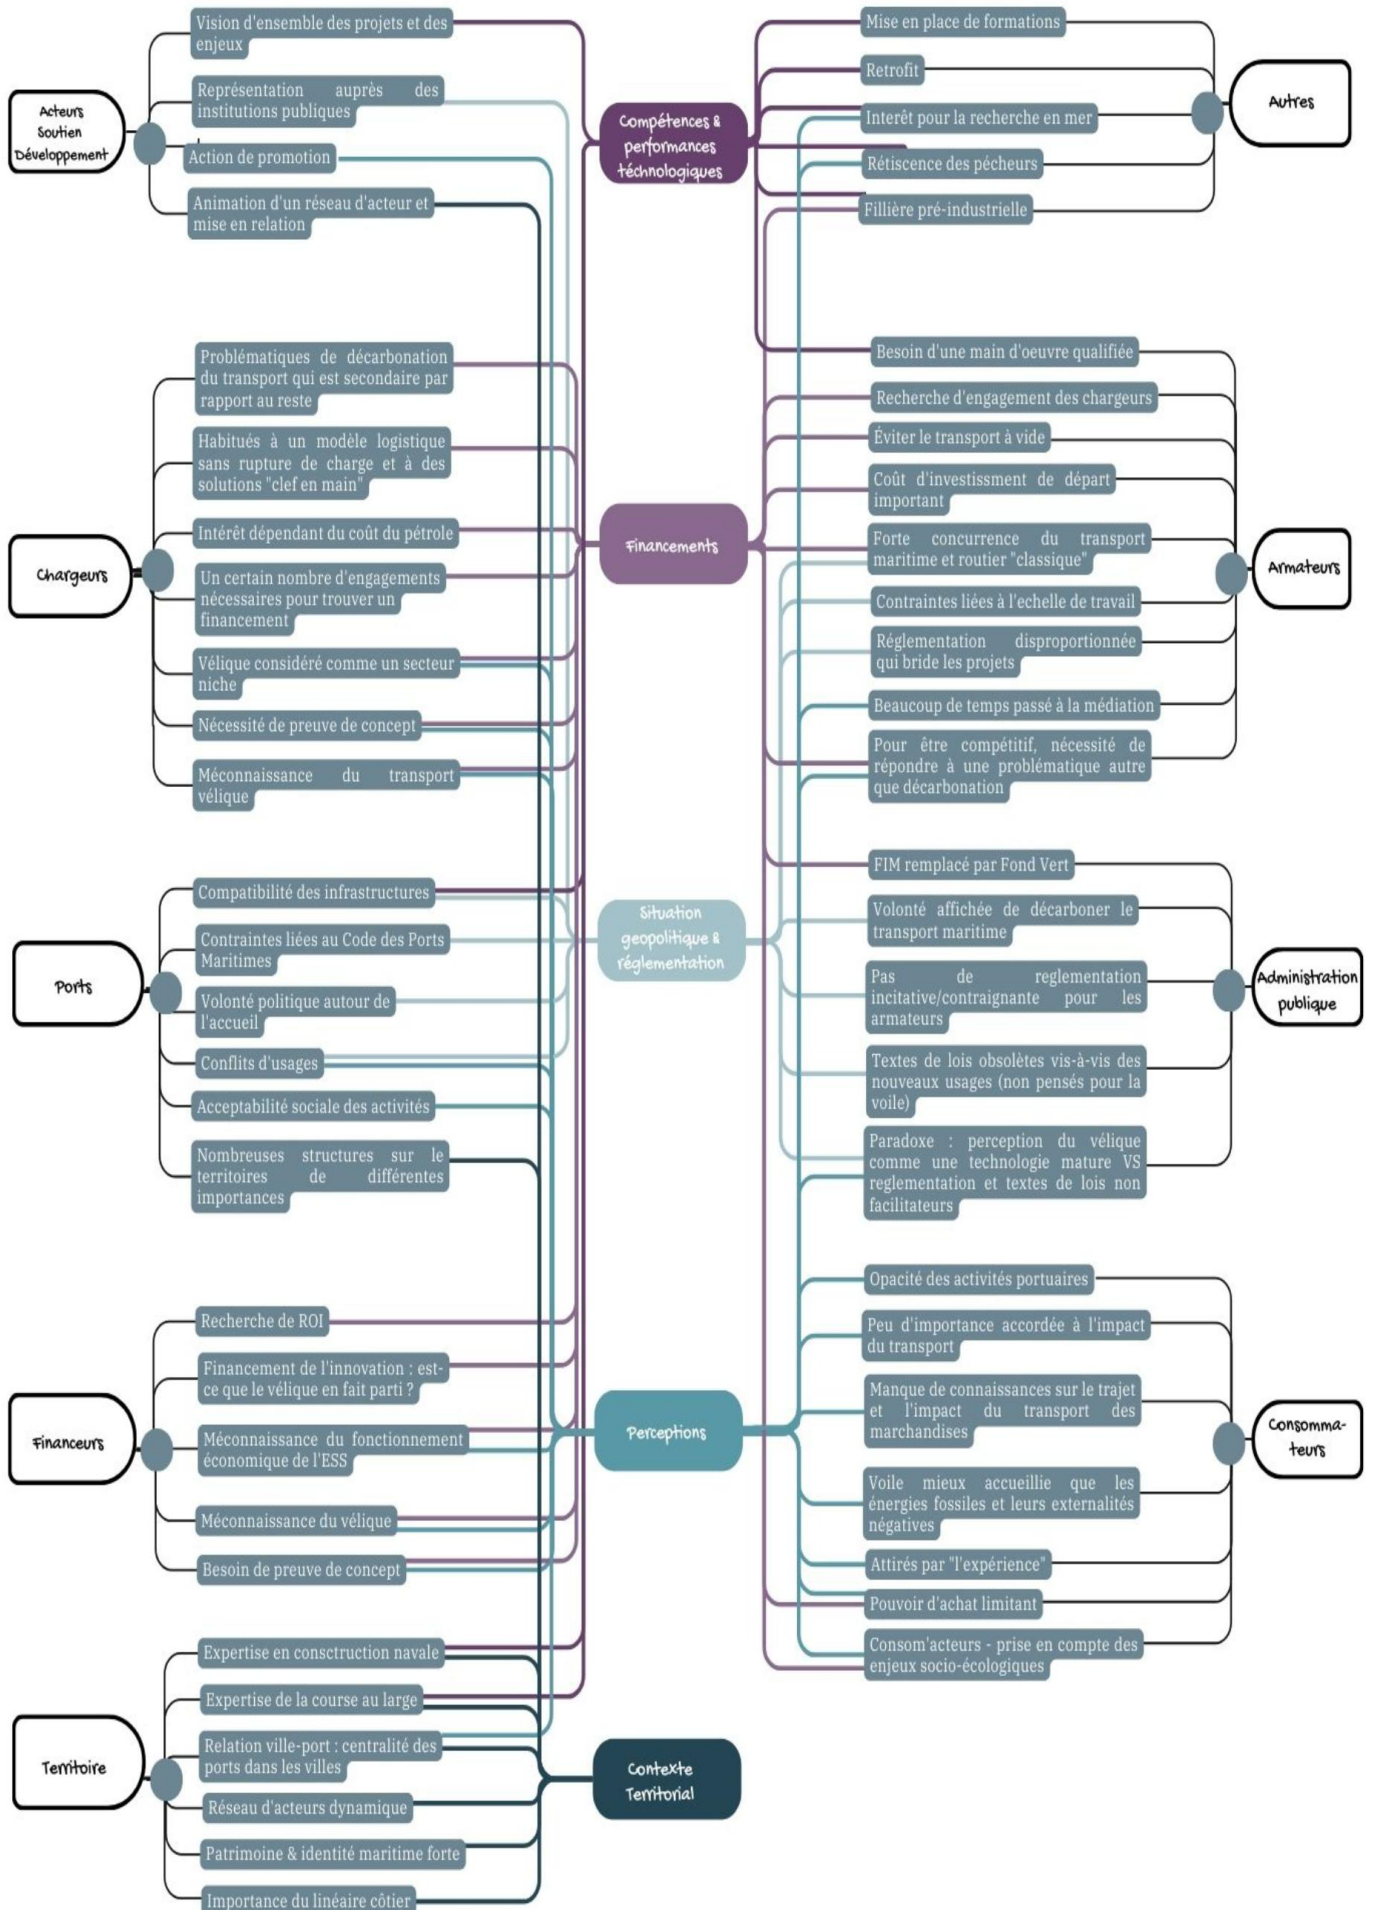 Acteurs
Soutien
Développement
Vision d'ensemble des projets et des
enjeux
Représentation auprès des
institutions publiques
Action de promotion
Animation d'un réseau d'acteur et
mise en relation
Chargeurs
Problématiques de décarbonation
du transport qui est secondaire par
rapport au reste
Habitués à un modèle logistique
sans rupture de charge et à des
solutions "clef en main"
Intérêt dépendant du coût du pétrole
Un certain nombre d'engagements
nécessaires pour trouver un
financement
Vélique considéré comme un secteur
niche
Nécessité de preuve de concept
Méconnaissance du transport
vélique
Ports
Compatibilité des infrastructures
Contraintes liées au Code des Ports
Maritimes
Volonté politique autour de
l'accueil
Conflits d'usages
Acceptabilité sociale des activités
Nombreuses structures sur le
territoires de différentes
importances
Financeurs
Recherche de ROI
Financement de l'innovation : est-
ce que le vélique en fait parti ?
Méconnaissance du fonctionnement
économique de l'ESS
Méconnaissance du vélique
Besoin de preuve de concept
Territoire
Expertise en consctruction navale
Expertise de la course au large
Relation ville-port : centralité des
ports dans les villes
Réseau d'acteurs dynamique
Patrimoine & identité maritime forte
Importance du linéaire côtier
Compétences &
performances
téchnologiques
Financements
Situation
geopolitique &
réglementation
Perceptions
Contexte
Territorial
Mise en place de formations
Retrofit
Interêt pour la recherche en mer
Rétiscence des pécheurs
Fillière pré-industrielle
Autres
Besoin d'une main d'oeuvre qualifiée
Recherche d'engagement des chargeurs
Éviter le transport à vide
Coût d'investissment de départ
important
Forte concurrence du transport
maritime et routier "classique"
Contraintes liées à l'echelle de travail
Réglementation disproportionnée
qui bride les projets
Beaucoup de temps passé à la médiation
Pour être compétitif, nécessité de
répondre à une problématique autre
que décarbonation
Armateurs
FIM remplacé par Fond Vert
Volonté affichée de décarboner le
transport maritime
Pas de reglementation
incitative/contraignante pour les
armateurs
Textes de lois obsolètes vis-à-vis des
nouveaux usages (non pensés pour la
voile)
Paradoxe : perception du vélique
comme une technologie mature VS
reglementation et textes de lois non
facilitateurs
Administration
publique
Opacité des activités portuaires
Peu d'importance accordée à l'impact
du transport
Manque de connaissances sur le trajet
et l'impact du transport des
marchandises
Voile mieux accueillie que les
énergies fossiles et leurs externalités
négatives
Attirés par "l'expérience"
Pouvoir d'achat limitant
Consom'acteurs - prise en compte des
enjeux socio-écologiques
Consomma-
teurs